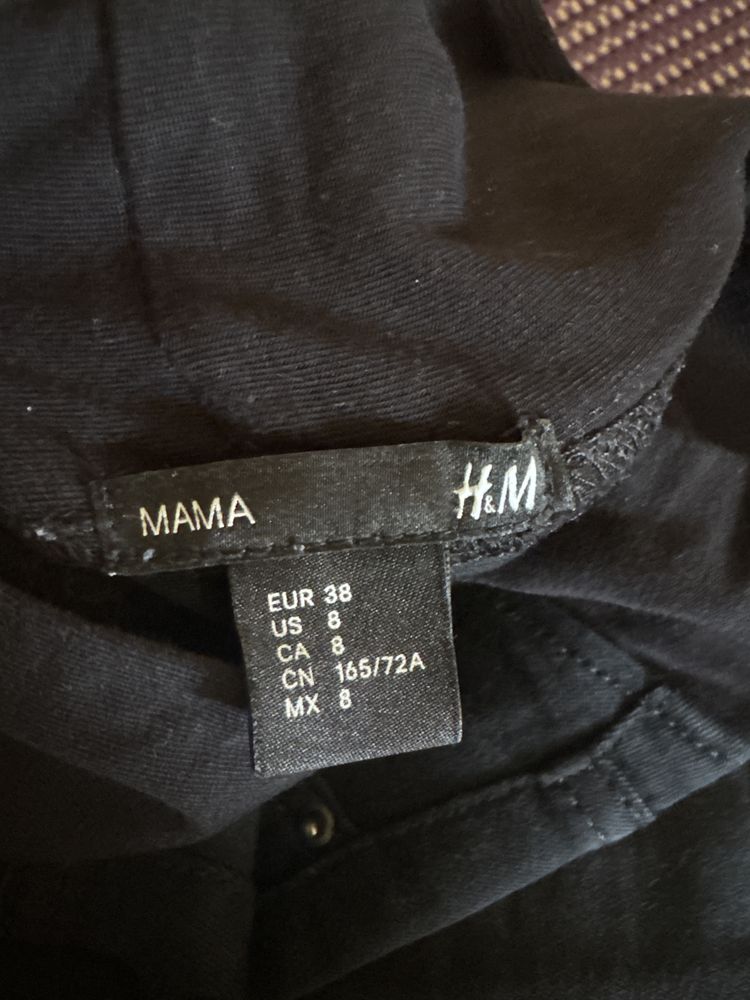 MAMA H&M
EUR 38
US 8
CA 8
CN 165/72A
MX 8